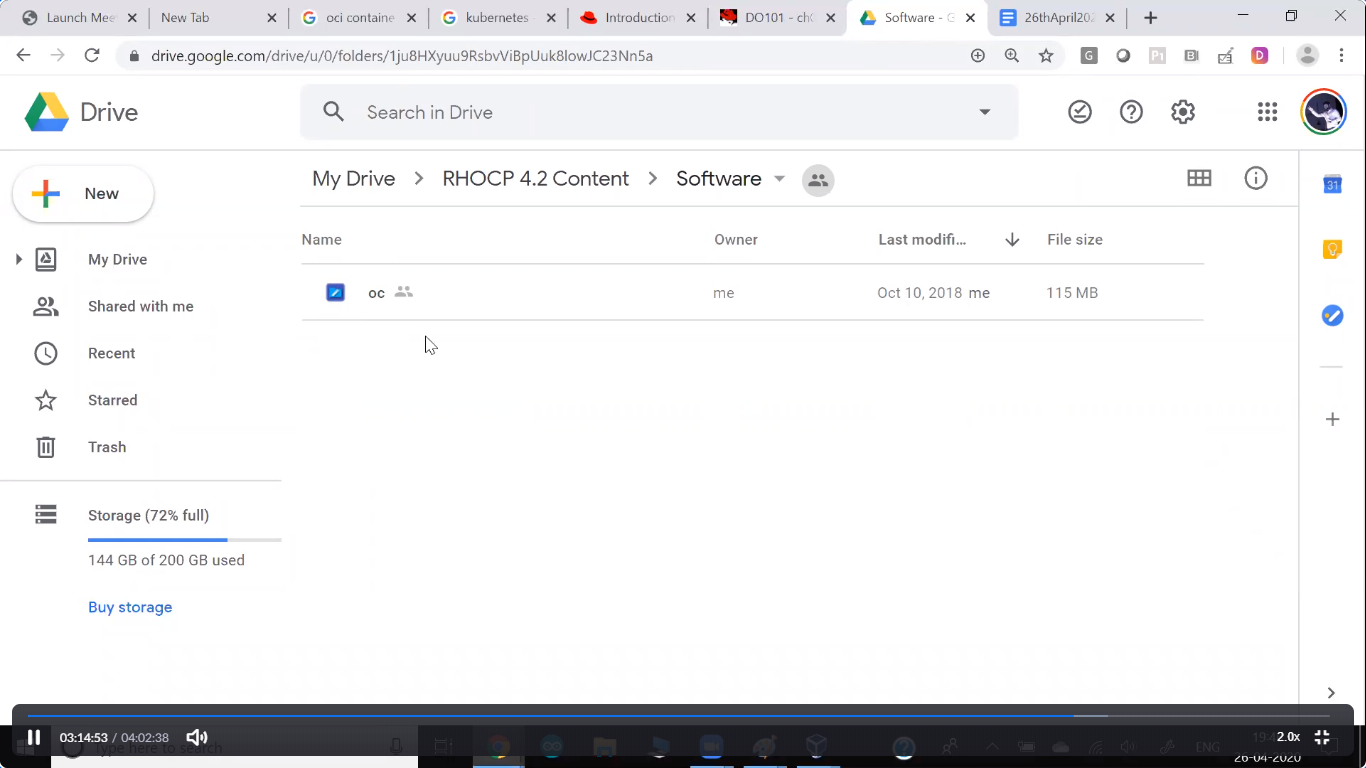 Launch Mee
New Tab
oci containe
kubernetes
Introduction
DO101 - ch
Software - G
26thApril202
drive.google.com/drive/u/0/folders/1ju8HXyuu9RsbvViBpUuk8lowJC23Nn5a
Drive
Search in Drive
New
My Drive > RHOCP 4.2 Content > Software
31
Name Owner Last modifi... File size
My Drive
oc me Oct 10, 2018 me 115 MB
Shared with me
Recent
Starred
Trash
Storage (72% full)
144 GB of 200 GB used
Buy storage
03:14:53 / 04:02:38
2.0x
Type here to search
ENG
26-04-2020